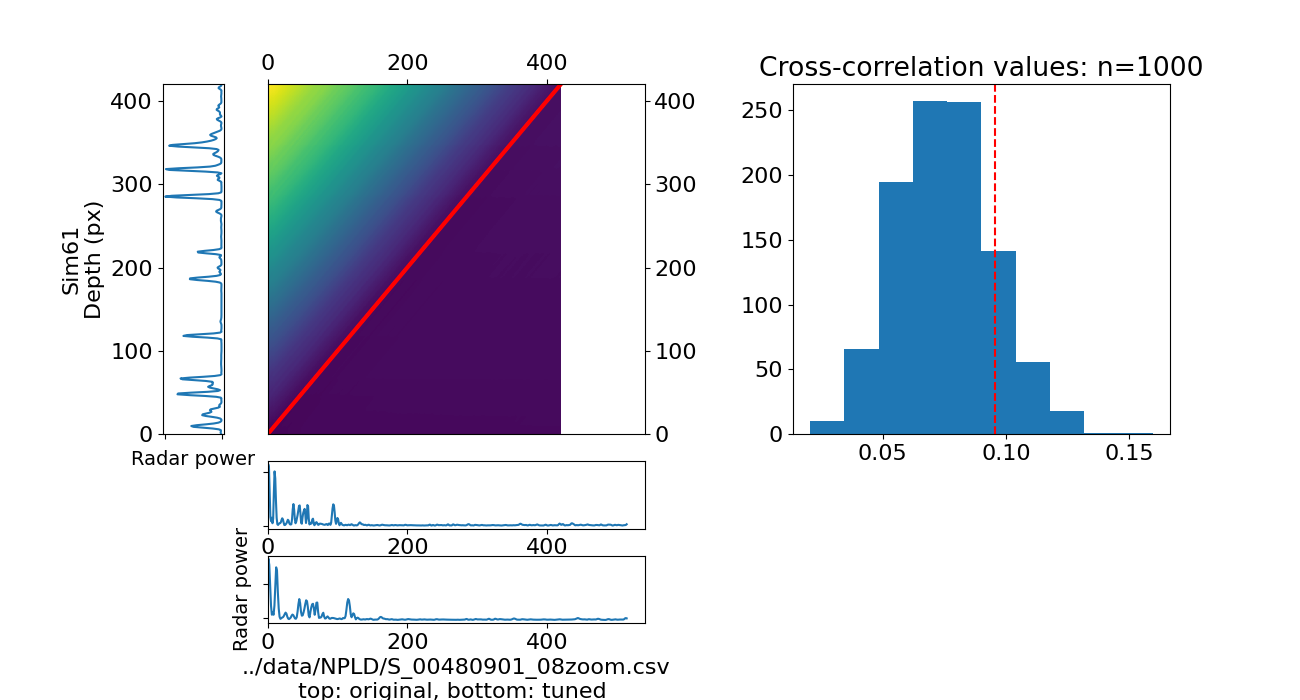 0 200 400
Cross-correlation values: n=1000
400
300
200
100
0
Sim61
Depth (px)
Radar power
400
300
200
100
0
250
200
150
100
50
0
0.05 0.10 0.15
0 200 400
Radar power
0 200 400
../data/NPLD/S_00480901_08zoom.csv
top: original, bottom: tuned